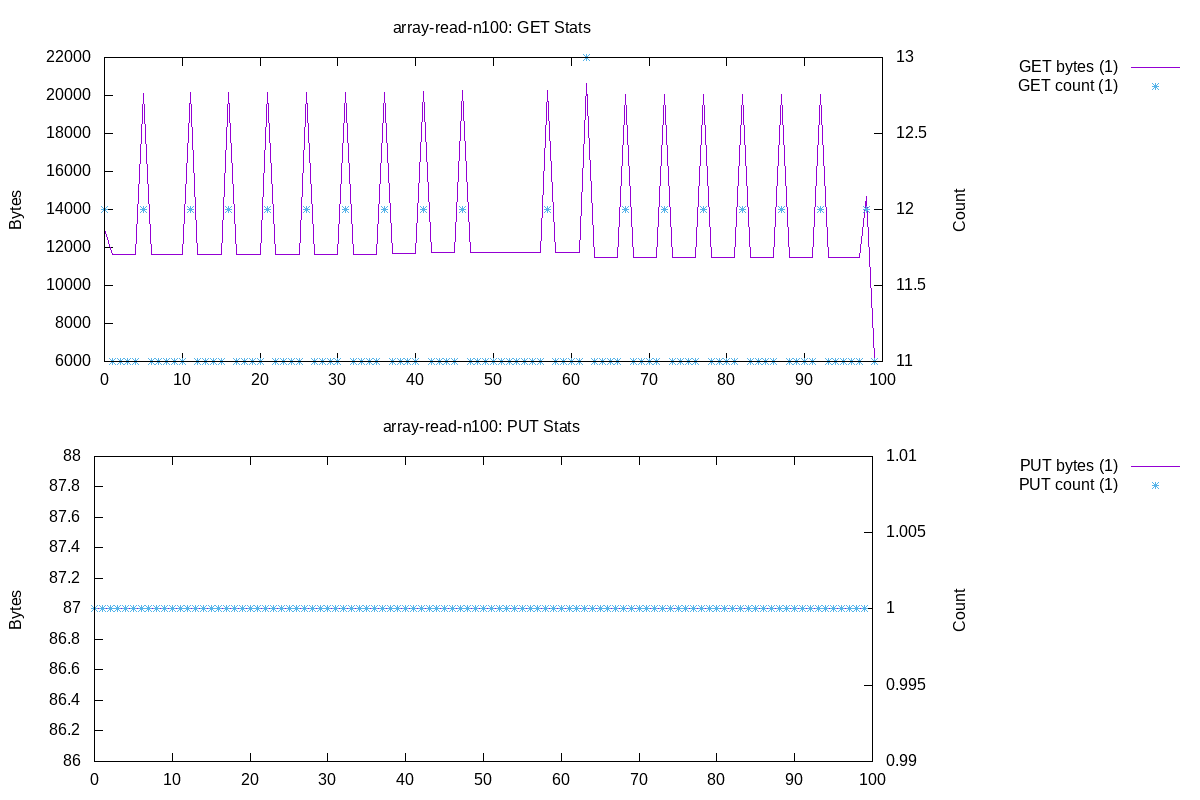 array-read-n100: GET Stats
22000
20000
18000
16000
14000
12000
10000
8000
6000
Bytes
0 10 20 30 40 50 60 70 80 90 100
13
12.5
12
11.5
11
Count
GET bytes (1)
GET count (1)
array-read-n100: PUT Stats
88
87.8
87.6
87.4
87.2
87
86.8
86.6
86.4
86.2
86
Bytes
0 10 20 30 40 50 60 70 80 90 100
1.01
1.005
1
0.995
0.99
Count
PUT bytes (1)
PUT count (1)